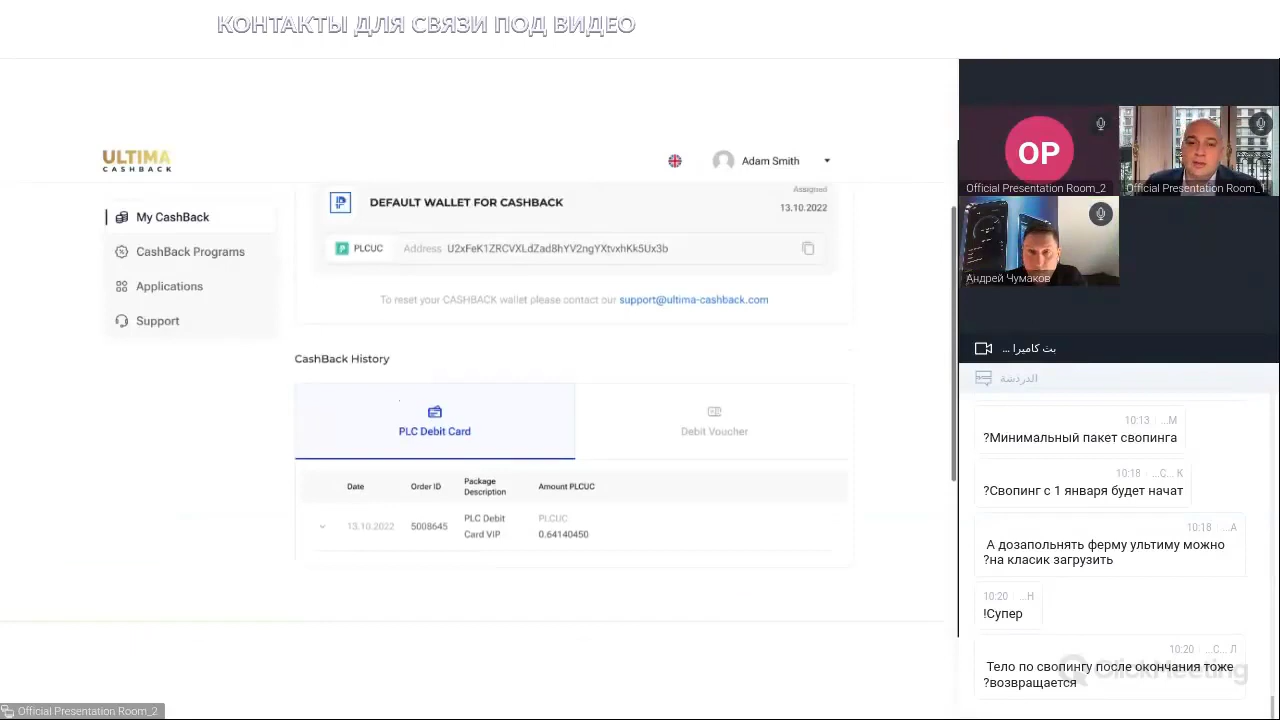 КОНТАКТЫ ДЛЯ СВЯЗИ ПОД ВИДЕО
ULTIMA
CASHBACK
Adam Smith
My CashBack
CashBack Programs
Applications
Support
DEFAULT WALLET FOR CASHBACK
Assigned
13.10.2022
PLCUC
Address U2xFeK1ZRCVXLdZad8hYV2ngYXtvxhKk5Ux3b
To reset your CASHBACK wallet please contact our support@ultima-cashback.com
CashBack History
PLC Debit Card
Debit Voucher
Date Order ID Package Description Amount PLCUC
13.10.2022 5008645 PLC Debit Card VIP PLCUC 0.64140450
OP
Official Presentation Room_2
Official Presentation Room_1
Андрей Чумаков
بث كاميرا ...
الدردشة
10:13 ...М
?Минимальный пакет свопинга
10:18 ...С... К
?Свопинг с 1 января будет начат
10:18 ...А
А дозапольнять ферму ультиму можно
?на класик загрузить
10:20 ...Н
!Супер
10:20 ...С... Л
Тело по свопингу после окончания тоже
?возвращается
ClickMeeting
Official Presentation Room_2